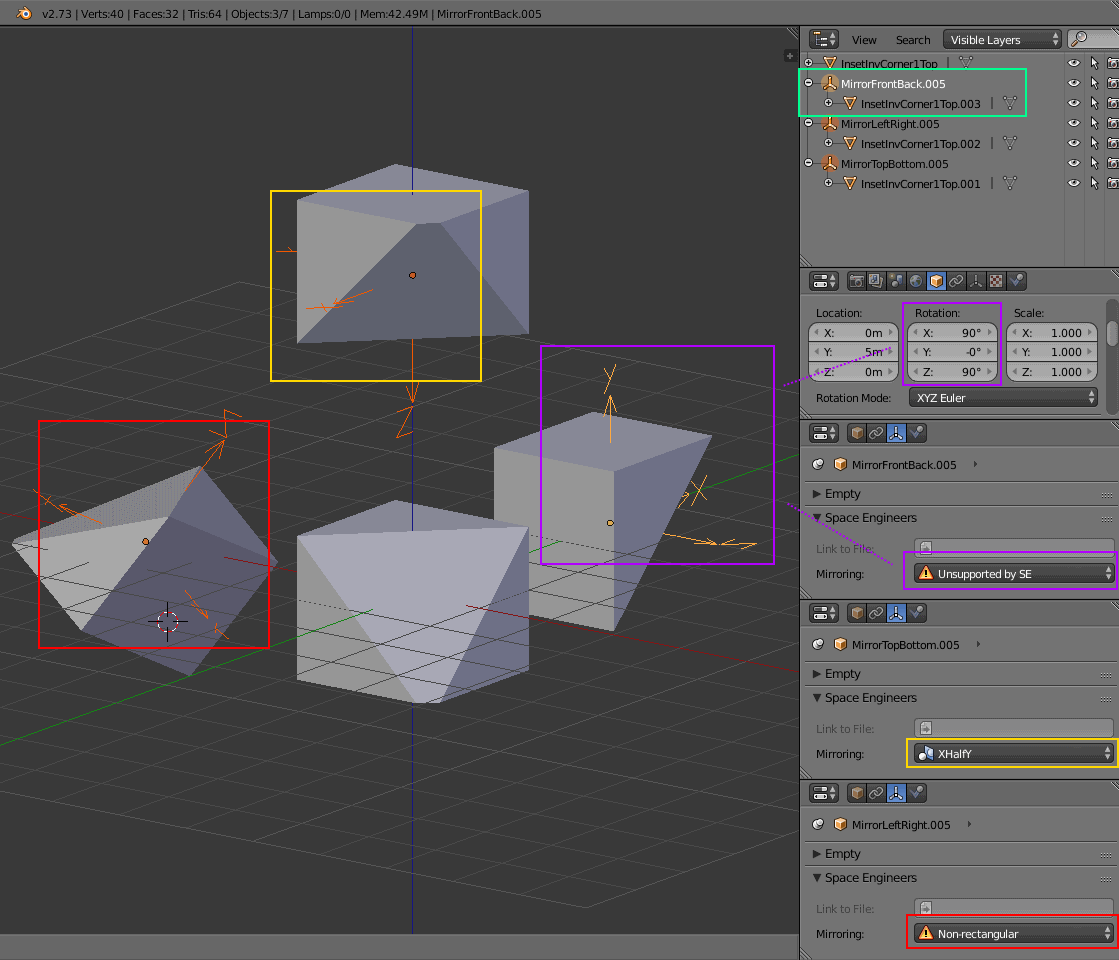 v2.73 | Verts:40 | Faces:32 | Tris:64 | Objects:3/7 | Lamps:0/0 | Mem:42.49M | MirrorFrontBack.005
View Search Visible Layers
InsetInvCorner1Top
MirrorFrontBack.005
InsetInvCorner1Top.003
MirrorLeftRight.005
InsetInvCorner1Top.002
MirrorTopBottom.005
InsetInvCorner1Top.001
Location: Rotation: Scale:
X: 0m X: 90° X: 1.000
Y: 5m Y: -0° Y: 1.000
Z: 0m Z: 90° Z: 1.000
Rotation Mode: XYZ Euler
MirrorFrontBack.005
Empty
Space Engineers
Link to File:
Mirroring: Unsupported by SE
MirrorTopBottom.005
Empty
Space Engineers
Link to File:
Mirroring: XHalfY
MirrorLeftRight.005
Empty
Space Engineers
Link to File:
Mirroring: Non-rectangular
Y
X
Z
Z
X
Z
X
Y